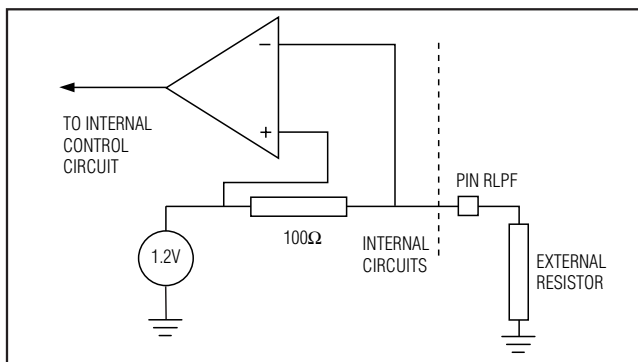 −
+
TO INTERNAL
CONTROL
CIRCUIT
PIN RLPF
100Ω
INTERNAL
CIRCUITS
1.2V
EXTERNAL
RESISTOR